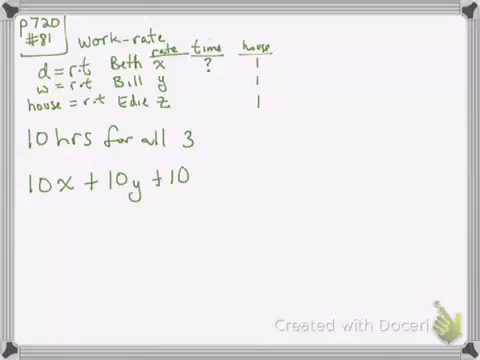 p720
#81
work-rate
rate time house
d=r.t Beth x ? 1
w=r.t Bill y 1
house=r.t Edie z 1
10 hrs for all 3
10x + 10y + 10
Created with Doceri